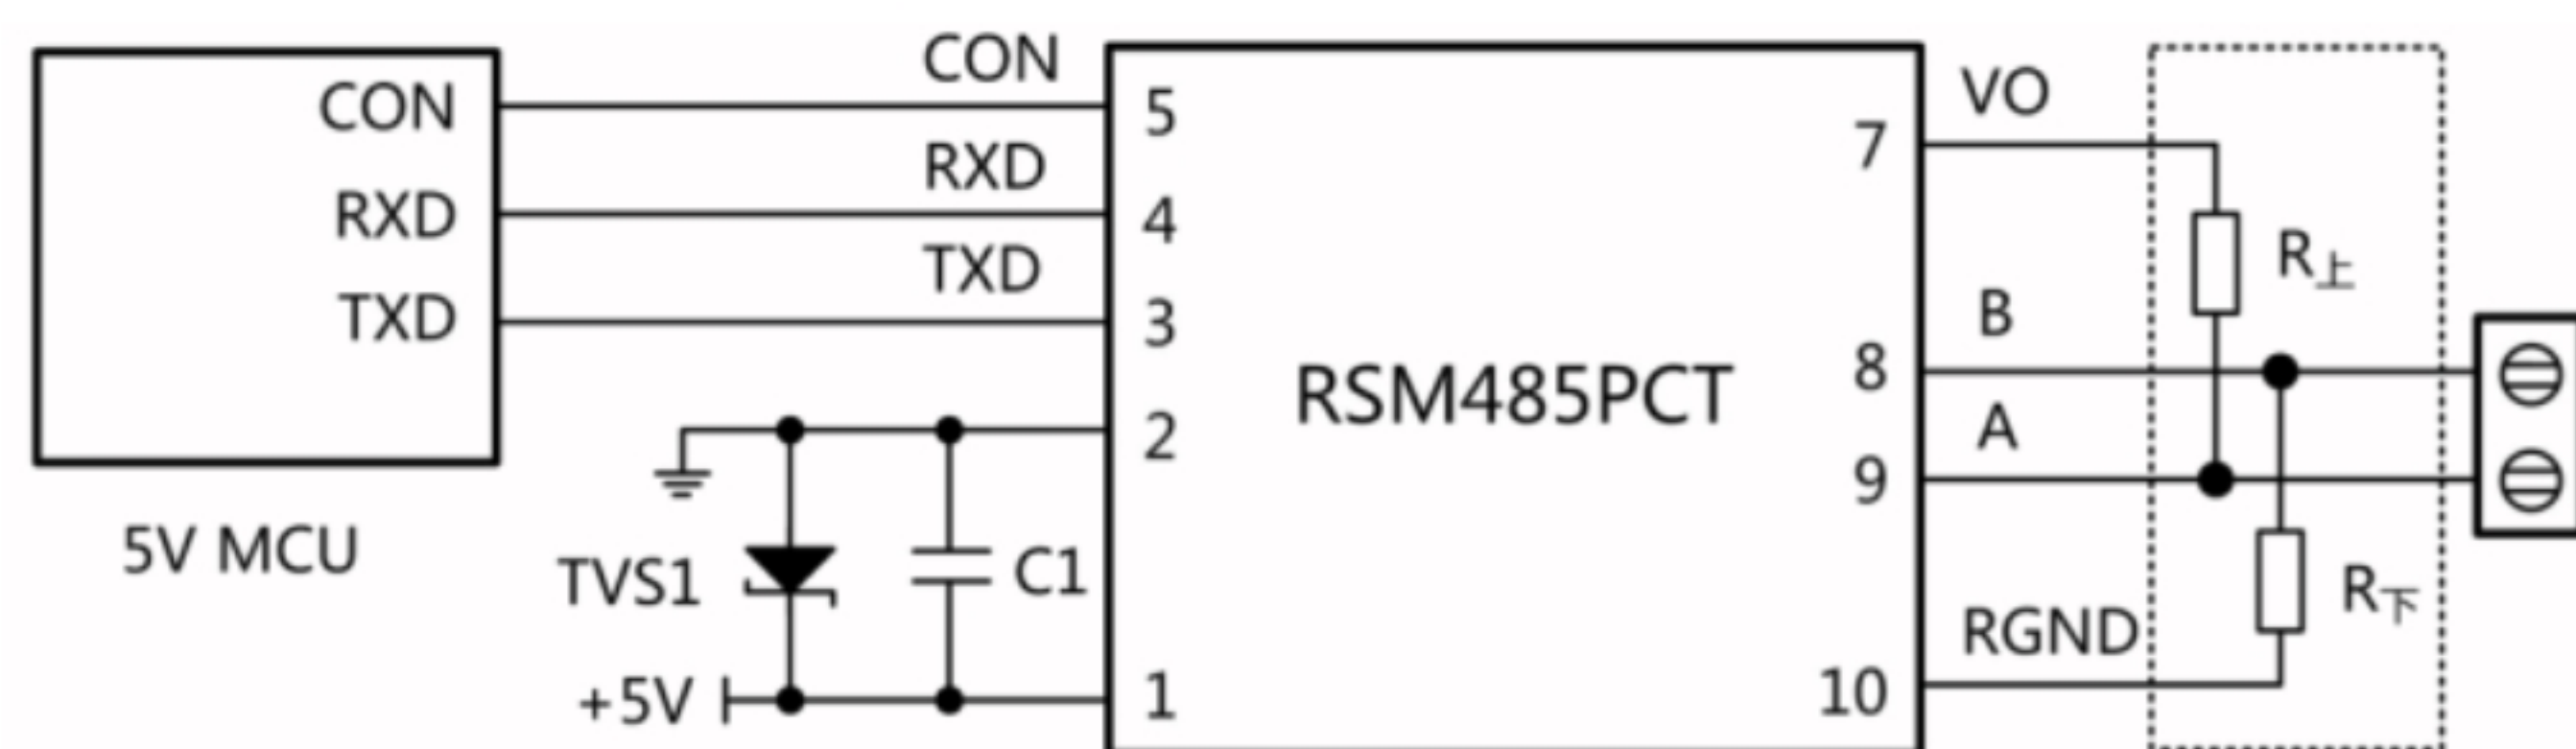 CON
RXD
TXD
5V MCU
CON
RXD
TXD
5
4
3
2
1
TVS1
C1
+5V
RSM485PCT
7
8
9
10
VO
B
A
RGND
R上
R下